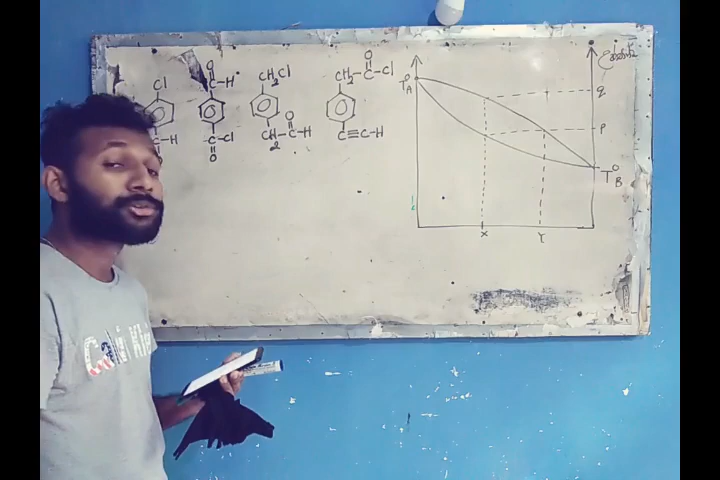 Cl
C-H
O
C-H
C-Cl
O
CH₂Cl
O
CH₂-C-H
O
CH₂-C-Cl
C≡C-H
T°A
q
P
T°B
X
Y